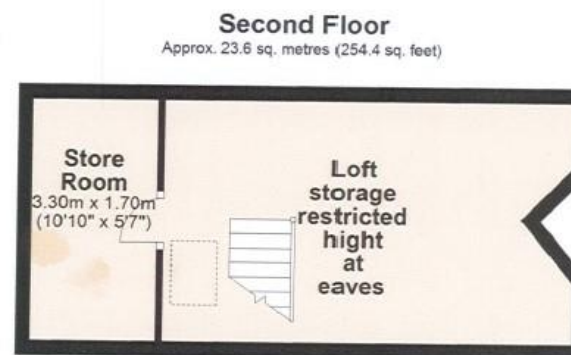 Second Floor
Approx. 23.6 sq. metres (254.4 sq. feet)
Store
Room
3.30m x 1.70m
(10'10" x 5'7")
Loft
storage
restricted
hight
at
eaves